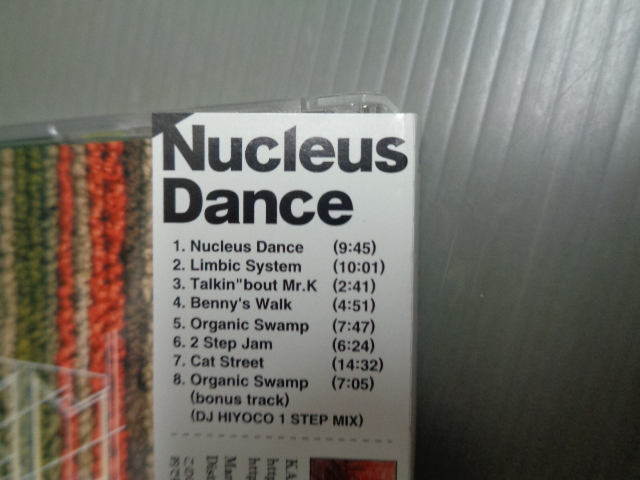 Nucleus
Dance
1. Nucleus Dance (9:45)
2. Limbic System (10:01)
3. Talkin"bout Mr.K (2:41)
4. Benny's Walk (4:51)
5. Organic Swamp (7:47)
6. 2 Step Jam (6:24)
7. Cat Street (14:32)
8. Organic Swamp (7:05)
(bonus track)
(DJ HIYOCO 1 STEP MIX)